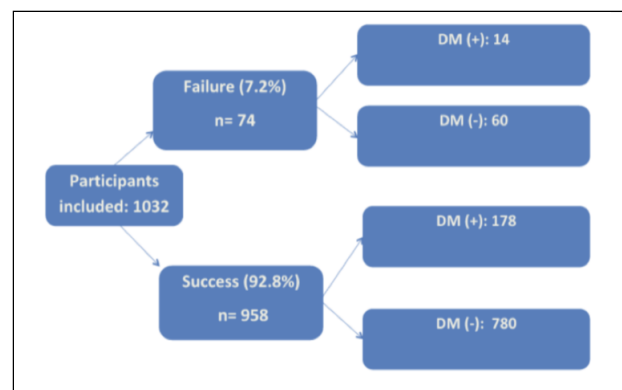 DM (+): 14
Failure (7.2%)
n= 74
DM (-): 60
Participants
included: 1032
DM (+): 178
Success (92.8%)
n= 958
DM (-):  780